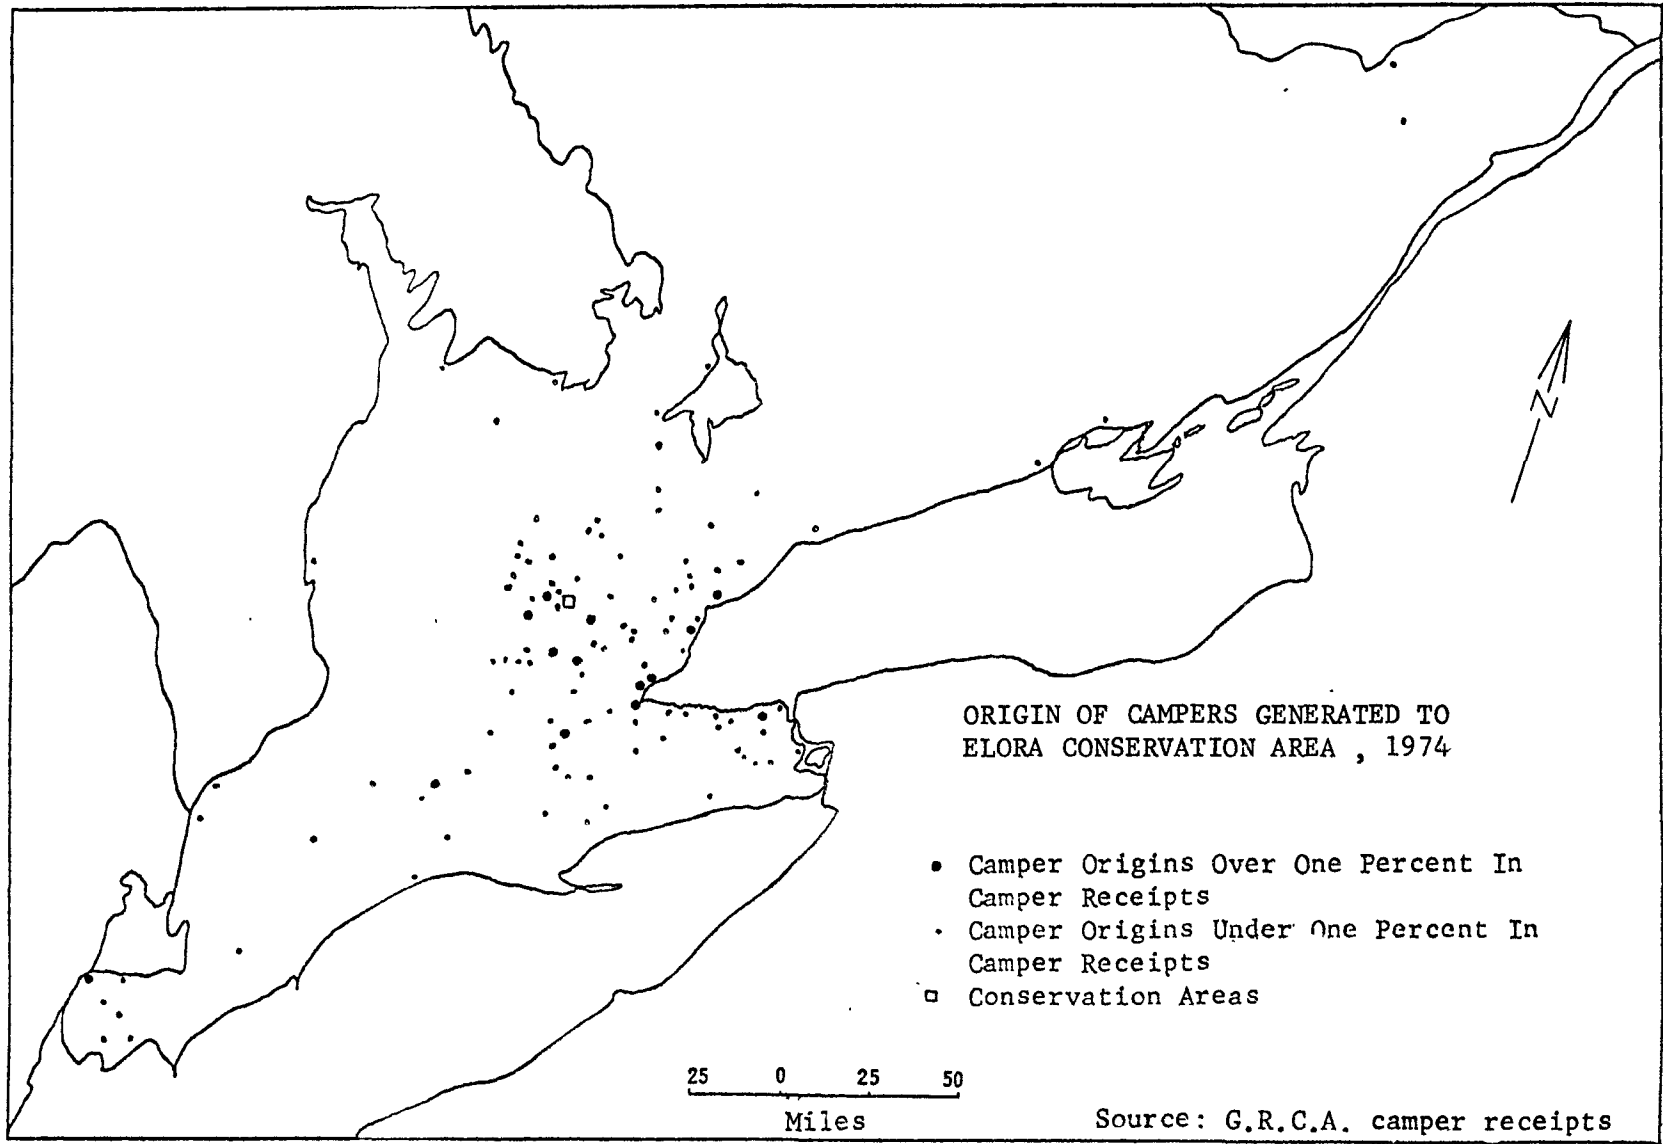 N
ORIGIN OF CAMPERS GENERATED TO
ELORA CONSERVATION AREA , 1974
Camper Origins Over One Percent In
Camper Receipts
Camper Origins Under One Percent In
Camper Receipts
Conservation Areas
25 0 25 50
Miles
Source: G.R.C.A. camper receipts